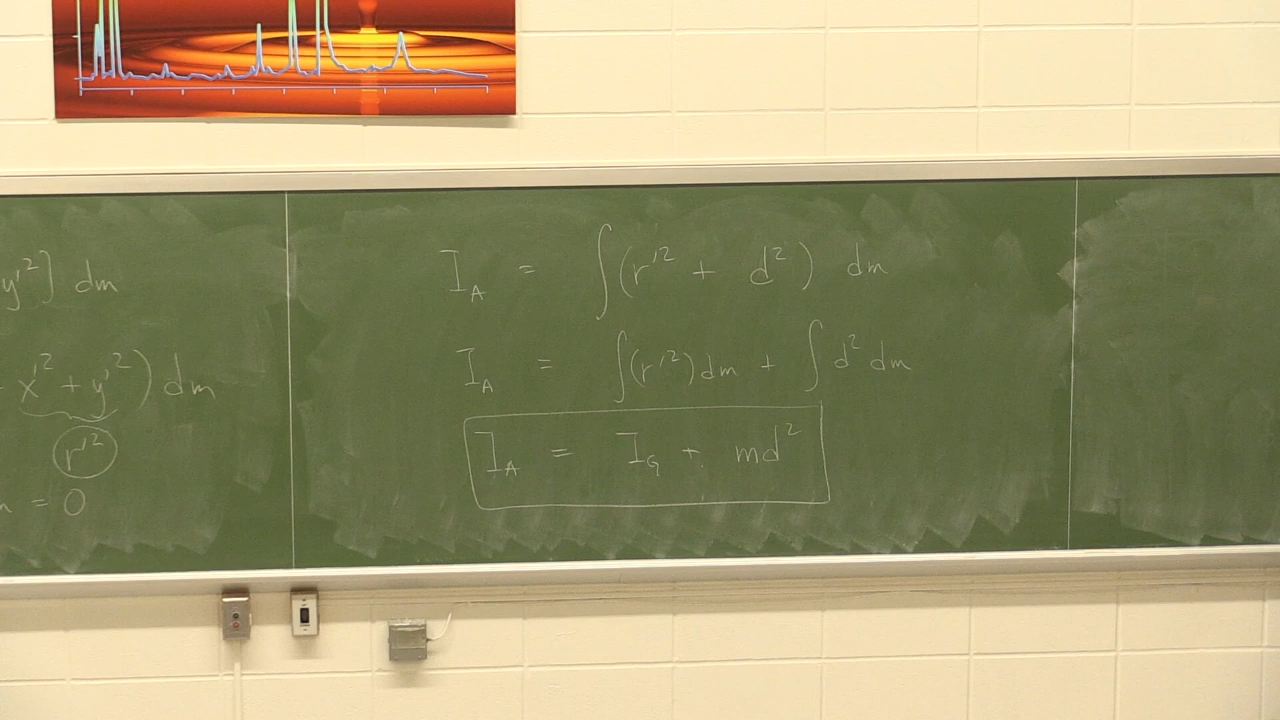 y'²] dm
x'² + y'²) dm
r'²
= 0
I_A = ∫(r'² + d²) dm
I_A = ∫(r'²)dm + ∫ d² dm
I_A = I_G + md²